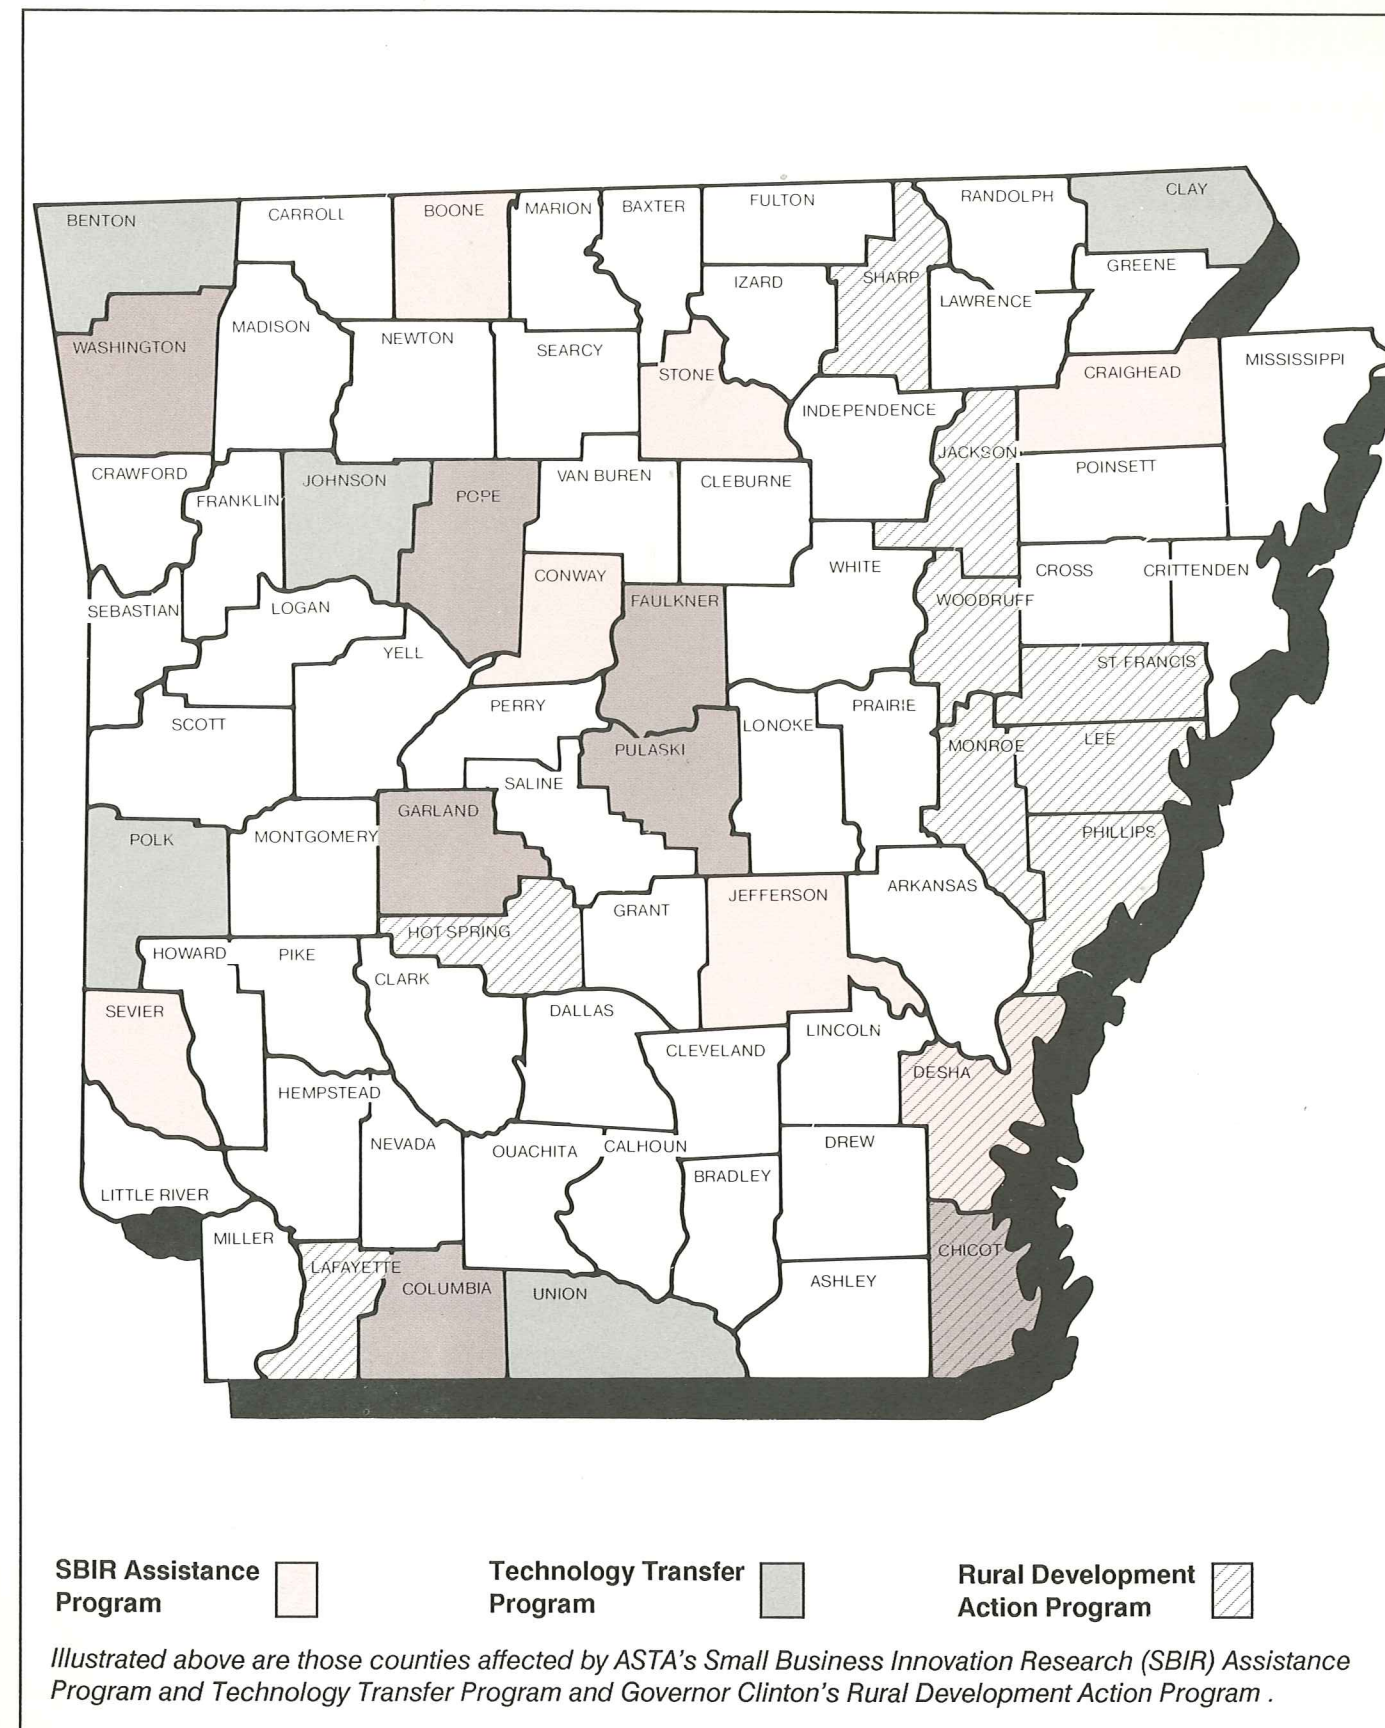 BENTON
CARROLL
BOONE
MARION
BAXTER
FULTON
RANDOLPH
CLAY
SHARP
IZARD
GREENE
LAWRENCE
WASHINGTON
MADISON
NEWTON
SEARCY
STONE
CRAIGHEAD
MISSISSIPPI
INDEPENDENCE
JACKSON
POINSETT
CRAWFORD
FRANKLIN
JOHNSON
POPE
VAN BUREN
CLEBURNE
CONWAY
WHITE
CROSS
CRITTENDEN
SEBASTIAN
LOGAN
FAULKNER
WOODRUFF
YELL
ST. FRANCIS
SCOTT
PERRY
LONOKE
PRAIRIE
PULASKI
MONROE
LEE
SALINE
GARLAND
POLK
MONTGOMERY
PHILLIPS
ARKANSAS
JEFFERSON
GRANT
HOT SPRING
HOWARD
PIKE
CLARK
SEVIER
DALLAS
LINCOLN
CLEVELAND
DESHA
HEMPSTEAD
NEVADA
OUACHITA
CALHOUN
DREW
BRADLEY
LITTLE RIVER
MILLER
LAFAYETTE
COLUMBIA
UNION
ASHLEY
CHICOT
SBIR Assistance
Program
Technology Transfer
Program
Rural Development
Action Program
Illustrated above are those counties affected by ASTA's Small Business Innovation Research (SBIR) Assistance
Program and Technology Transfer Program and Governor Clinton's Rural Development Action Program .